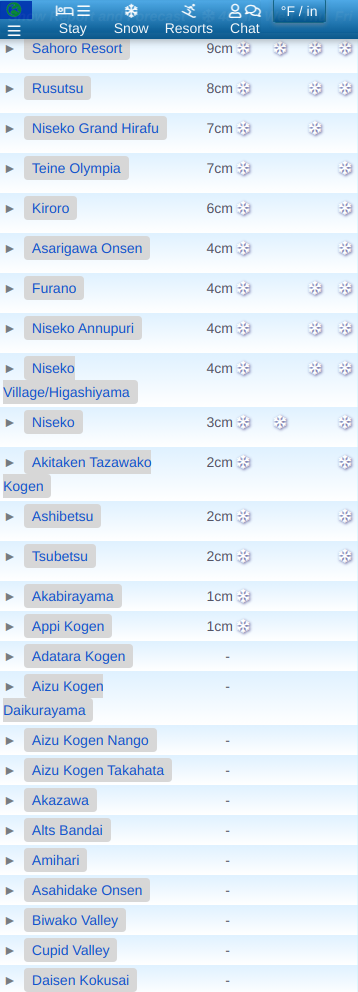 °F / in
Stay Snow Resorts Chat
Sahoro Resort 9cm
Rusutsu 8cm
Niseko Grand Hirafu 7cm
Teine Olympia 7cm
Kiroro 6cm
Asarigawa Onsen 4cm
Furano 4cm
Niseko Annupuri 4cm
Niseko 4cm
Village/Higashiyama
Niseko 3cm
Akitaken Tazawako 2cm
Kogen
Ashibetsu 2cm
Tsubetsu 2cm
Akabirayama 1cm
Appi Kogen 1cm
Adatara Kogen -
Aizu Kogen -
Daikurayama
Aizu Kogen Nango -
Aizu Kogen Takahata -
Akazawa -
Alts Bandai -
Amihari -
Asahidake Onsen -
Biwako Valley -
Cupid Valley -
Daisen Kokusai -